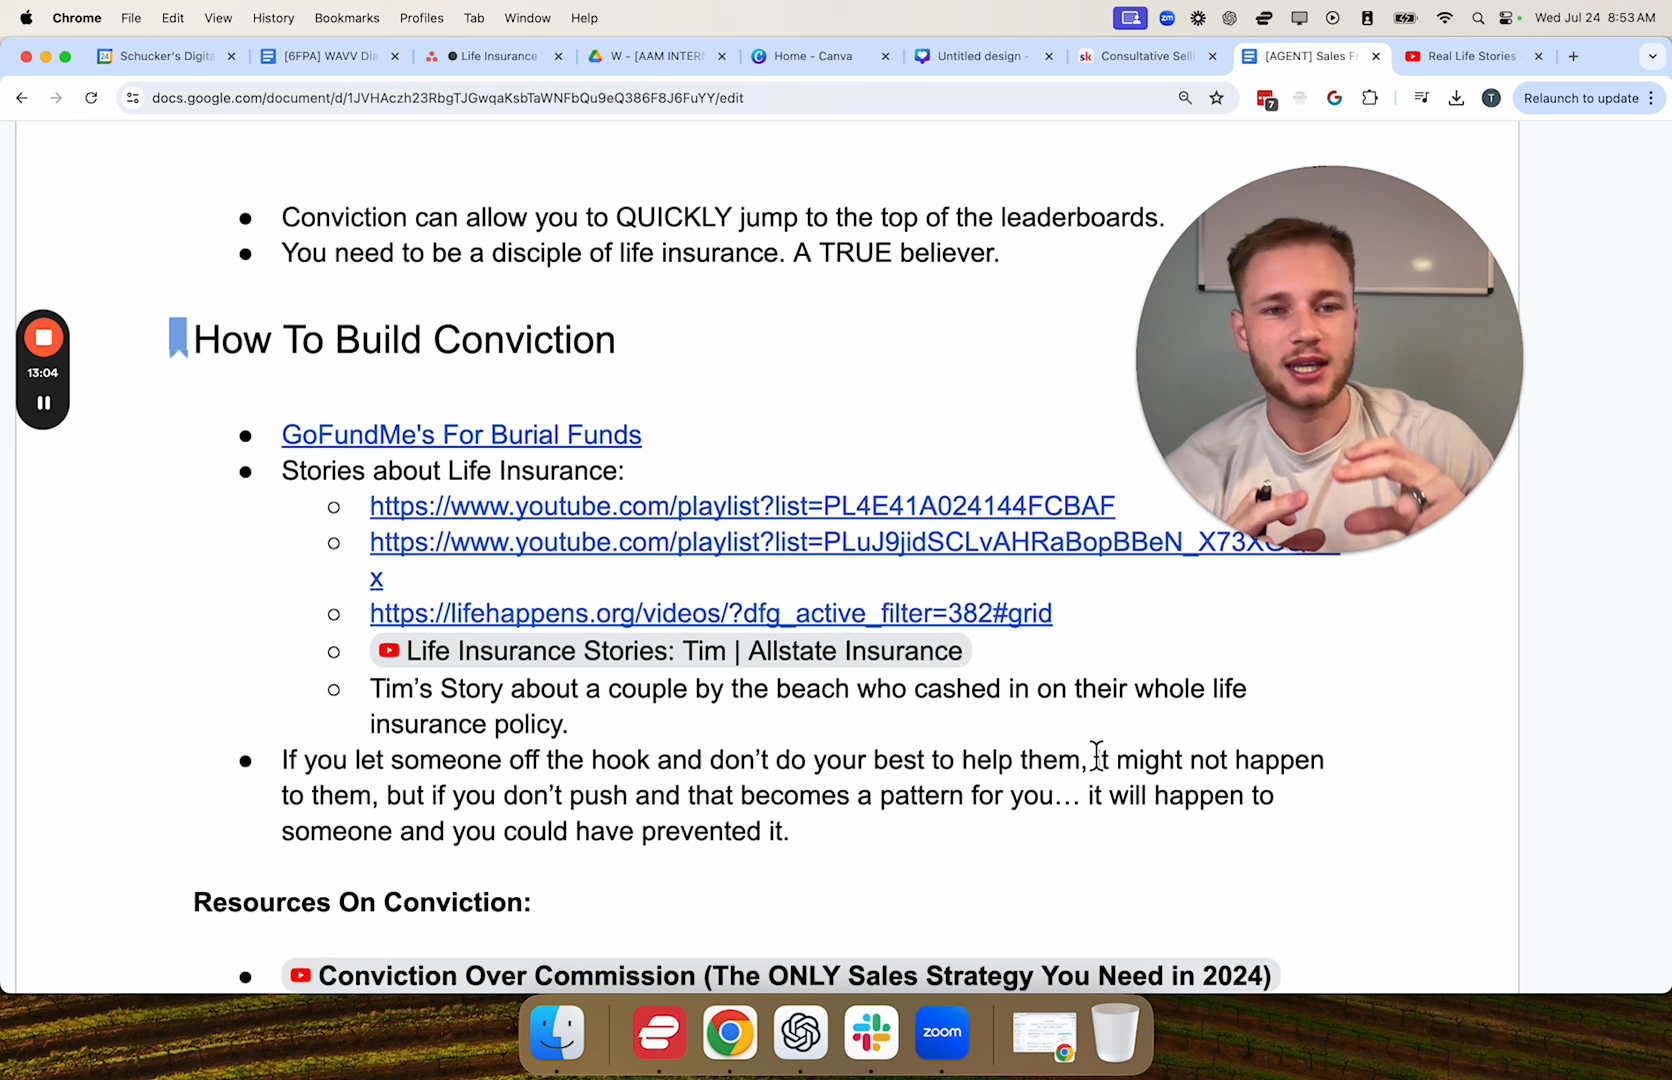 Chrome File Edit View History Bookmarks Profiles Tab Window Help
zm
Wed Jul 24 8:53 AM
24 Schucker's Digita
[6FPA] WAVV Dia
Life Insurance
W - [AAM INTER
Home - Canva
Untitled design -
sk Consultative Selli
[AGENT] Sales Fr
Real Life Stories
docs.google.com/document/d/1JVHAczh23RbgTJGwqaKsbTaWNFbQu9eQ386F8J6FuYY/edit
7
T
Relaunch to update
● Conviction can allow you to QUICKLY jump to the top of the leaderboards.
● You need to be a disciple of life insurance. A TRUE believer.
How To Build Conviction
13:04
● GoFundMe's For Burial Funds
● Stories about Life Insurance:
○ https://www.youtube.com/playlist?list=PL4E41A024144FCBAF
○ https://www.youtube.com/playlist?list=PLuJ9jidSCLvAHRaBopBBeN_X73X
x
○ https://lifehappens.org/videos/?dfg_active_filter=382#grid
○ Life Insurance Stories: Tim | Allstate Insurance
○ Tim’s Story about a couple by the beach who cashed in on their whole life
insurance policy.
● If you let someone off the hook and don’t do your best to help them, it might not happen
to them, but if you don’t push and that becomes a pattern for you… it will happen to
someone and you could have prevented it.
Resources On Conviction:
● Conviction Over Commission (The ONLY Sales Strategy You Need in 2024)
zoom